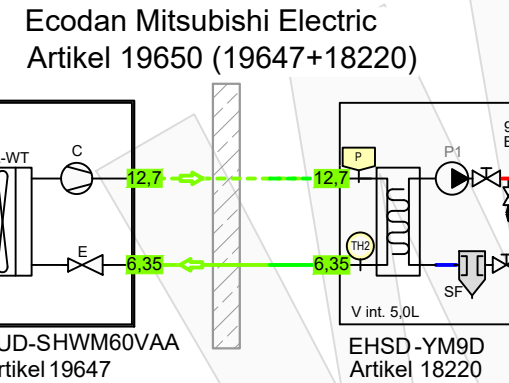 Ecodan Mitsubishi Electric
Artikel 19650 (19647+18220)
-WT
C
12,7
12,7
P
P1
9
E
E
6,35
6,35
TH2
SF
V int. 5,0L
UD-SHWM60VAA
EHSD-YM9D
rtikel 19647
Artikel 18220